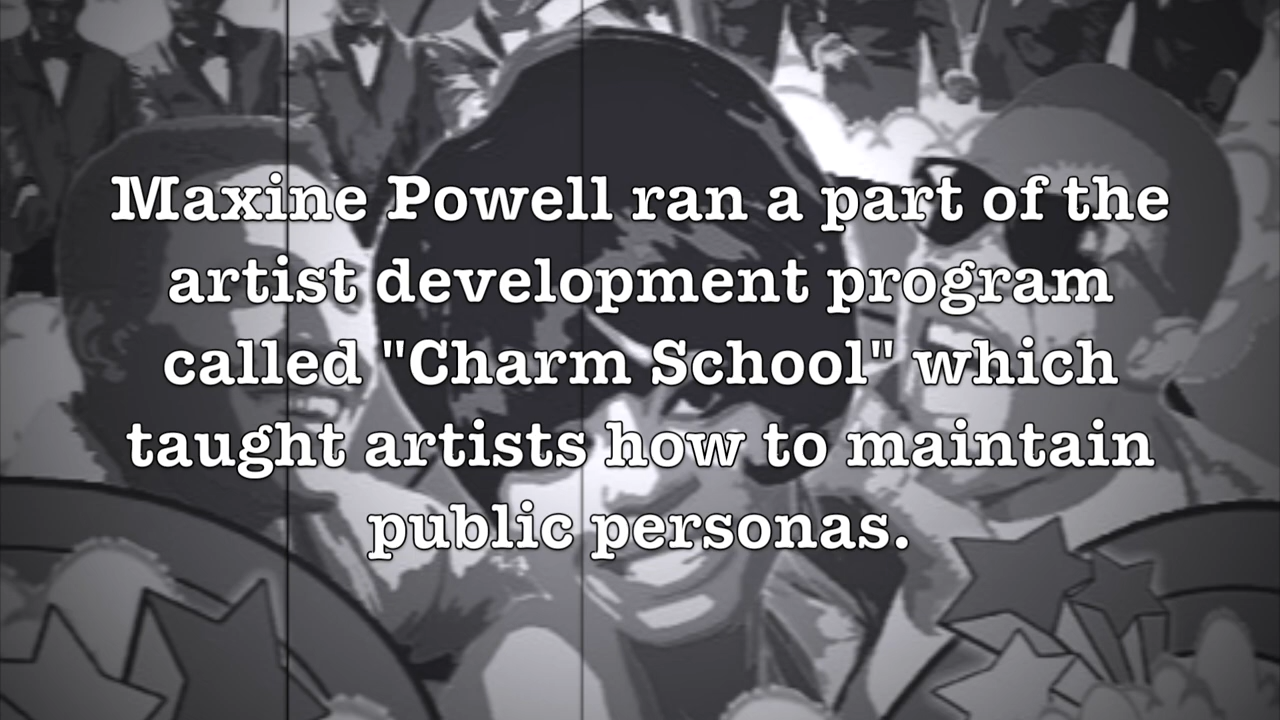 Maxine Powell ran a part of the
artist development program
called "Charm School" which
taught artists how to maintain
public personas.